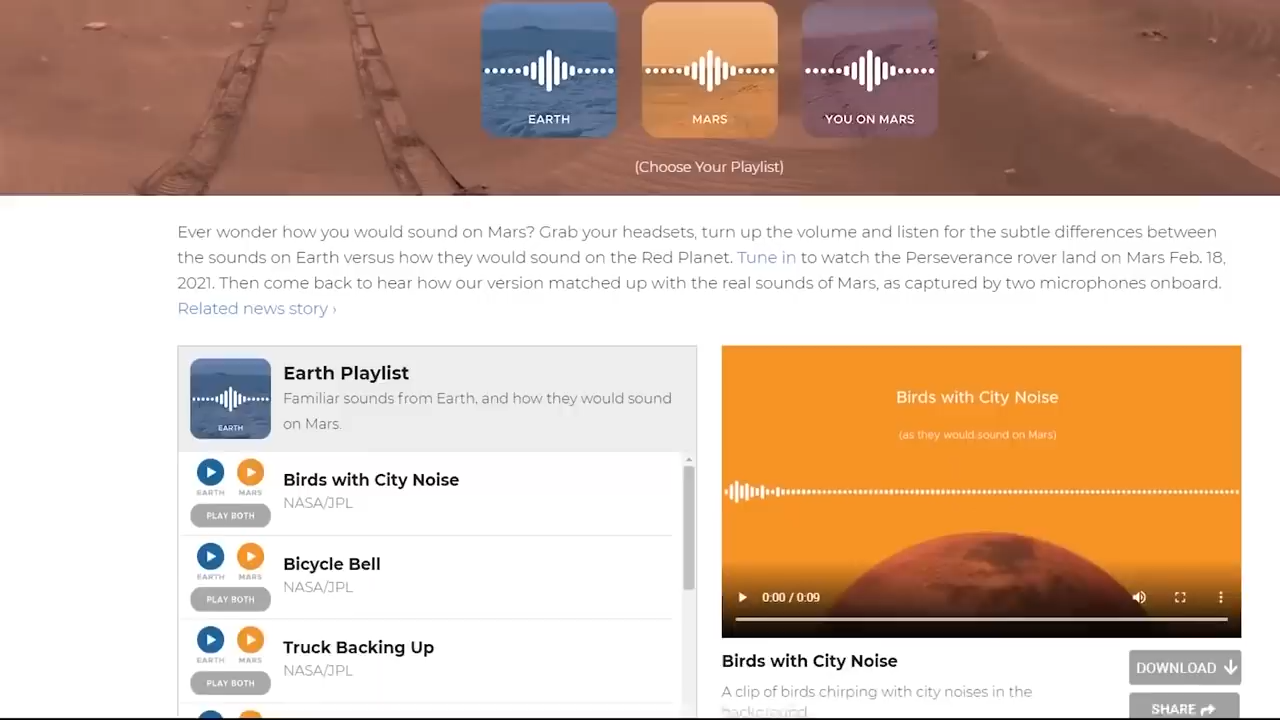 EARTH
MARS
YOU ON MARS
(Choose Your Playlist)
Ever wonder how you would sound on Mars? Grab your headsets, turn up the volume and listen for the subtle differences between
the sounds on Earth versus how they would sound on the Red Planet. Tune in to watch the Perseverance rover land on Mars Feb. 18,
2021. Then come back to hear how our version matched up with the real sounds of Mars, as captured by two microphones onboard.
Related news story ›
EARTH
Earth Playlist
Familiar sounds from Earth, and how they would sound
on Mars.
EARTH MARS
PLAY BOTH
Birds with City Noise
NASA/JPL
EARTH MARS
PLAY BOTH
Bicycle Bell
NASA/JPL
EARTH MARS
PLAY BOTH
Truck Backing Up
NASA/JPL
Birds with City Noise
(as they would sound on Mars)
0:00 / 0:09
Birds with City Noise
DOWNLOAD
A clip of birds chirping with city noises in the
background.
SHARE